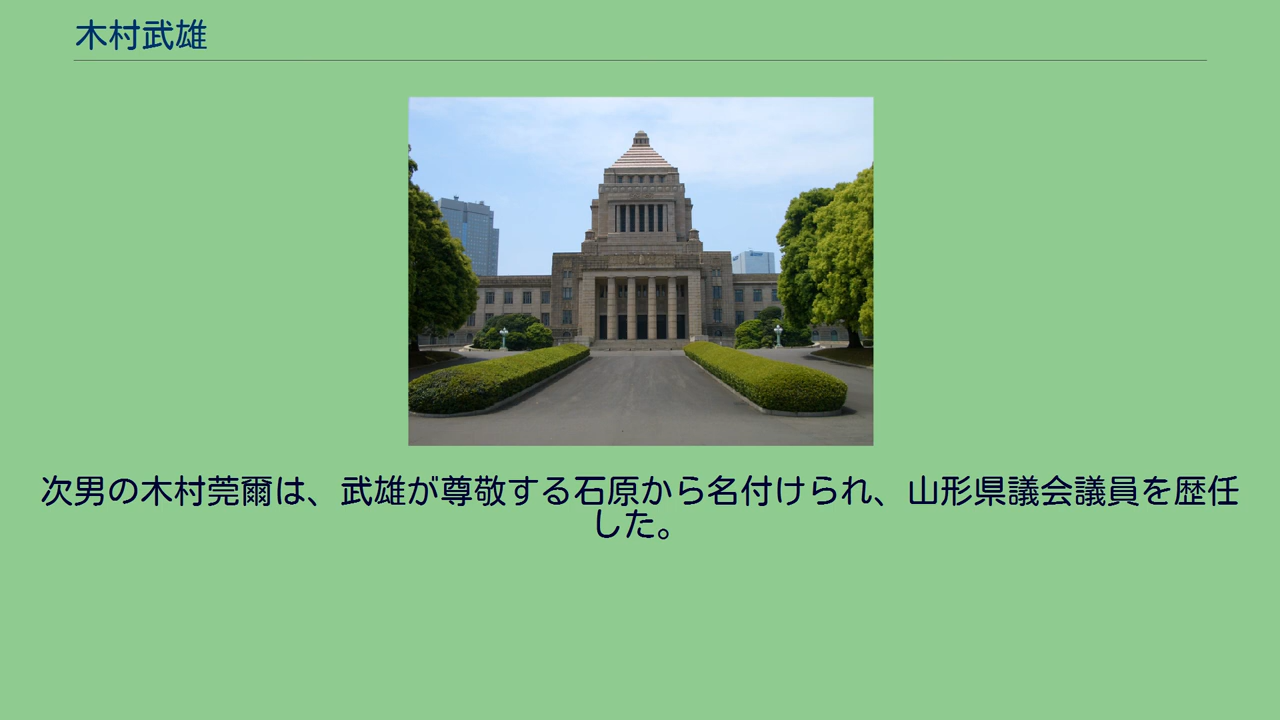 木村武雄
次男の木村莞爾は、武雄が尊敬する石原から名付けられ、山形県議会議員を歴任
した。